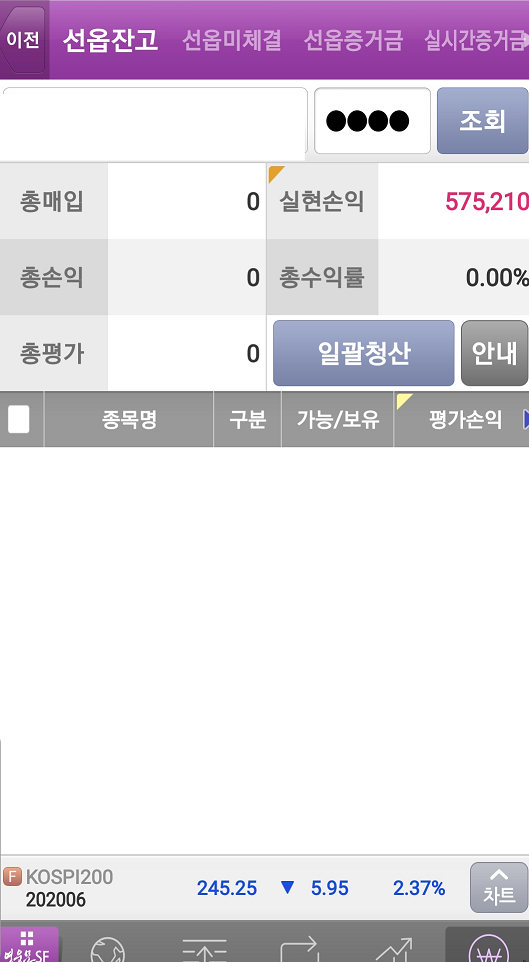 이전 선옵잔고 선옵미체결 선옵증거금 실시간증거금
●●●● 조회
총매입 0 실현손익 575,210
총손익 0 총수익률 0.00%
총평가 0 일괄청산 안내
종목명 구분 가능/보유 평가손익
F KOSPI200
245.25 ▼ 5.95 2.37%
202006
차트
SF